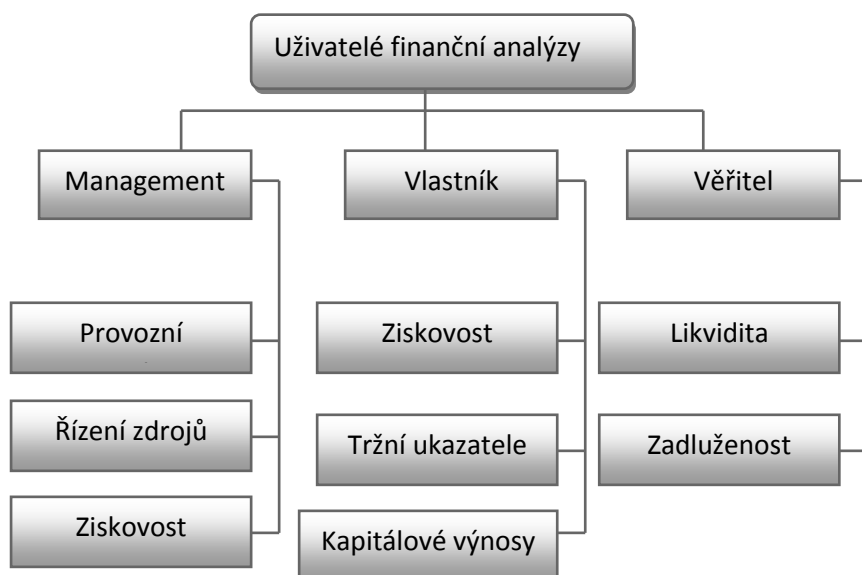 Uživatelé finanční analýzy
Management
Vlastník
Věřitel
Provozní
Ziskovost
Likvidita
Řízení zdrojů
Tržní ukazatele
Zadluženost
Ziskovost
Kapitálové výnosy